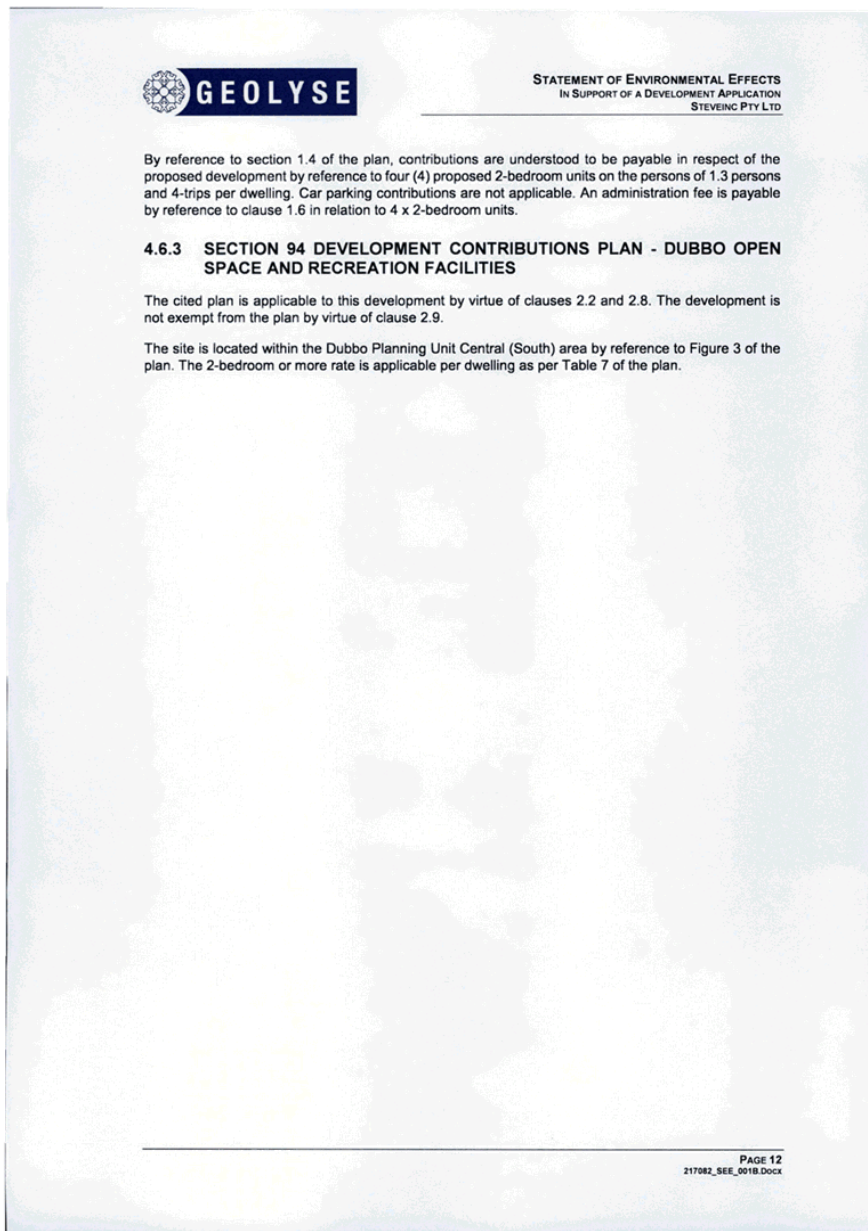 GEOLYSE
STATEMENT OF ENVIRONMENTAL EFFECTS
IN SUPPORT OF A DEVELOPMENT APPLICATION
STEVEINC PTY LTD
By reference to section 1.4 of the plan, contributions are understood to be payable in respect of the
proposed development by reference to four (4) proposed 2-bedroom units on the persons of 1.3 persons
and 4-trips per dwelling. Car parking contributions are not applicable. An administration fee is payable
by reference to clause 1.6 in relation to 4 x 2-bedroom units.
4.6.3 SECTION 94 DEVELOPMENT CONTRIBUTIONS PLAN - DUBBO OPEN
SPACE AND RECREATION FACILITIES
The cited plan is applicable to this development by virtue of clauses 2.2 and 2.8. The development is
not exempt from the plan by virtue of clause 2.9.
The site is located within the Dubbo Planning Unit Central (South) area by reference to Figure 3 of the
plan. The 2-bedroom or more rate is applicable per dwelling as per Table 7 of the plan.
PAGE 12
217082_SEE_001B.Docx